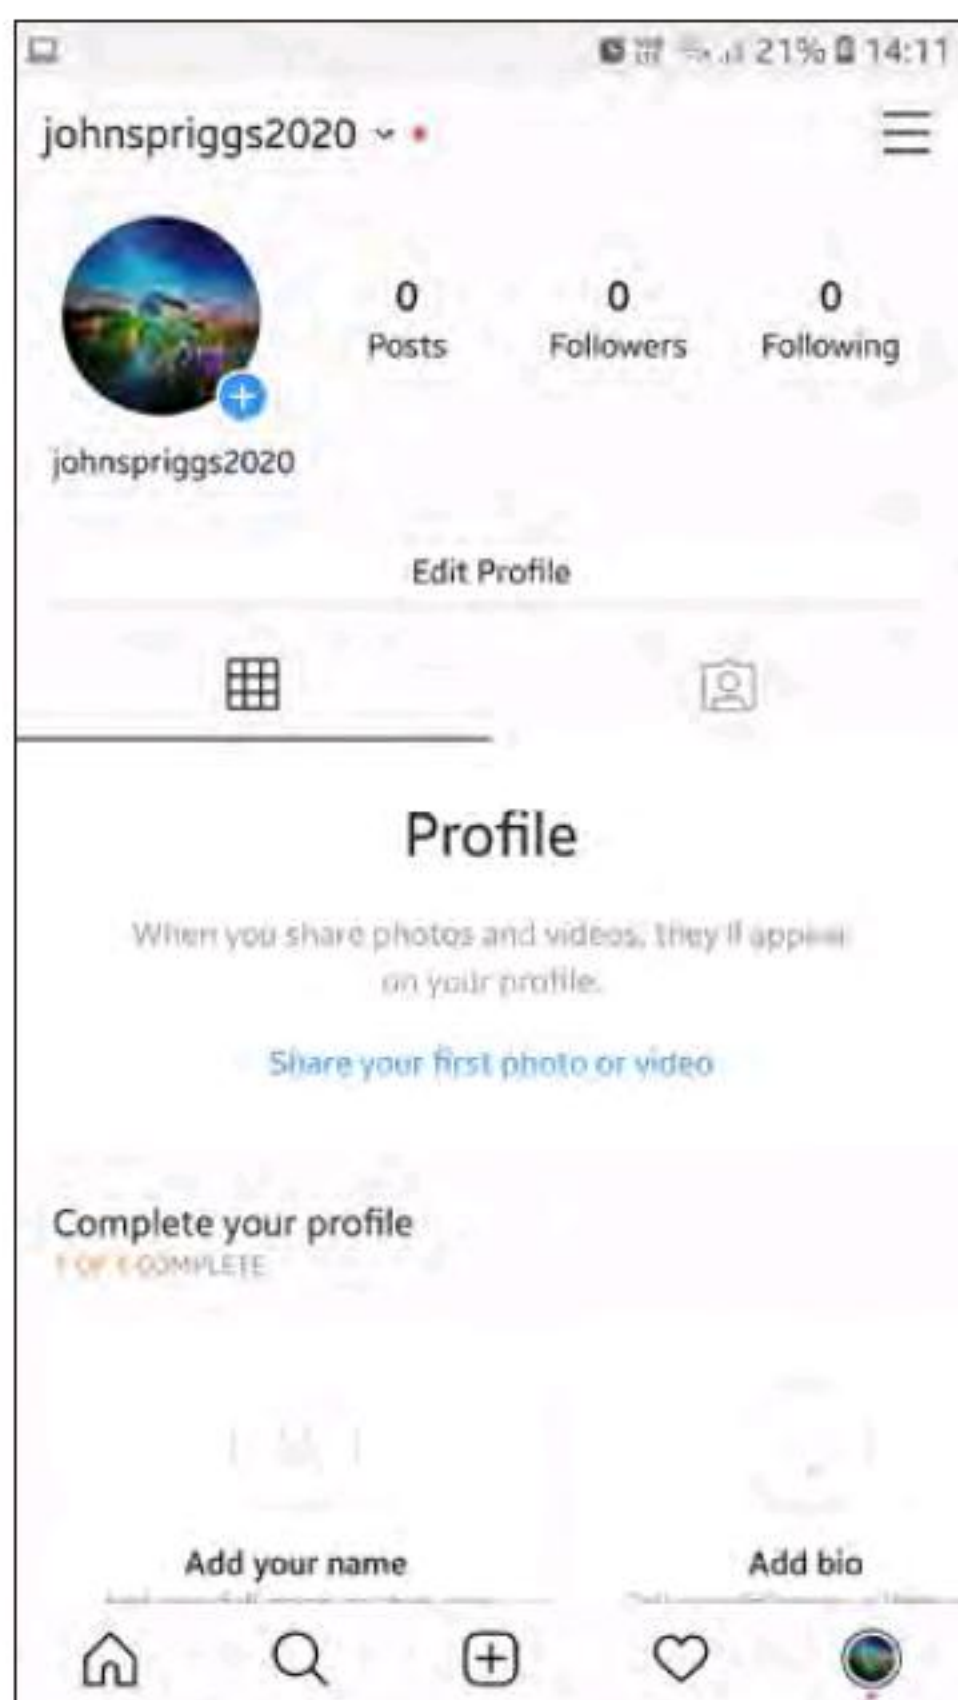 21% 14:11
johnspriggs2020
0 0 0
Posts Followers Following
johnspriggs2020
Edit Profile
Profile
When you share photos and videos, they'll appear
on your profile.
Share your first photo or video
Complete your profile
COMPLETE
Add your name Add bio